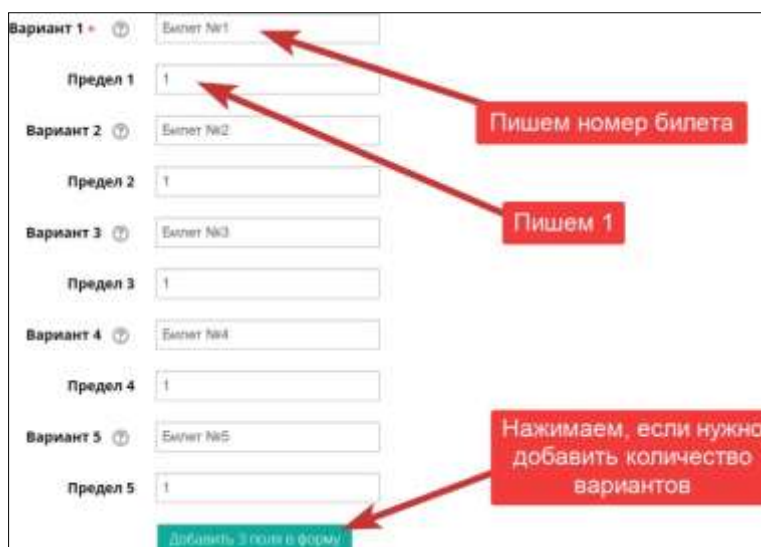 Вариант 1 * Билет №1
Предел 1 1
Пишем номер билета
Вариант 2 Билет №2
Предел 2 1
Пишем 1
Вариант 3 Билет №3
Предел 3 1
Вариант 4 Билет №4
Предел 4 1
Вариант 5 Билет №5
Нажимаем, если нужно
добавить количество
вариантов
Предел 5 1
Добавить 3 поля в форму